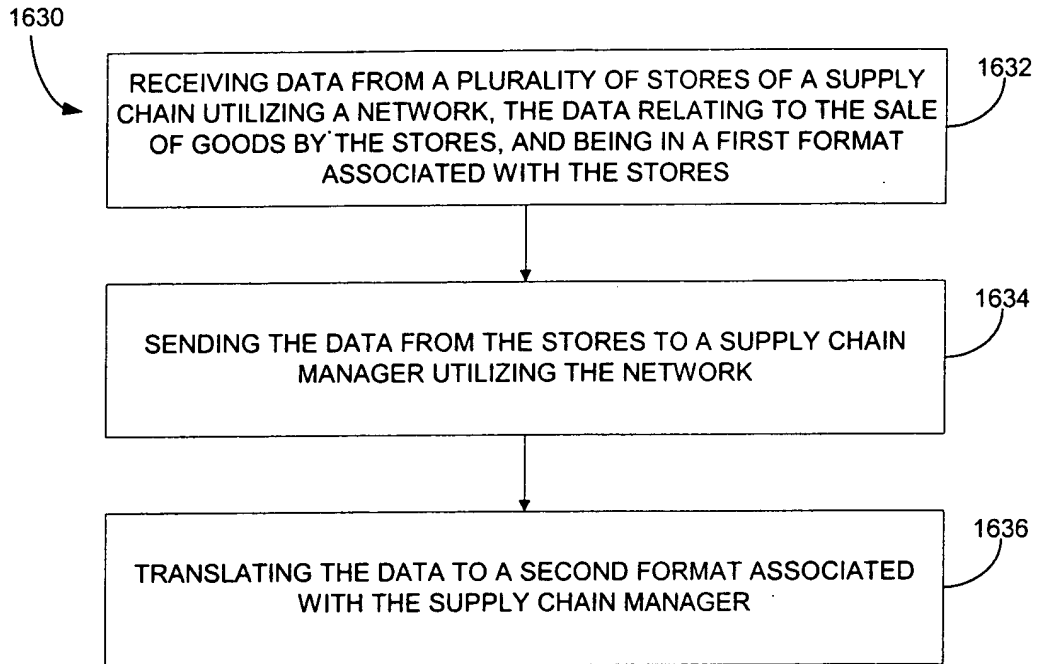 1630
RECEIVING DATA FROM A PLURALITY OF STORES OF A SUPPLY
CHAIN UTILIZING A NETWORK, THE DATA RELATING TO THE SALE
OF GOODS BY THE STORES, AND BEING IN A FIRST FORMAT
ASSOCIATED WITH THE STORES
1632
SENDING THE DATA FROM THE STORES TO A SUPPLY CHAIN
MANAGER UTILIZING THE NETWORK
1634
TRANSLATING THE DATA TO A SECOND FORMAT ASSOCIATED
WITH THE SUPPLY CHAIN MANAGER
1636